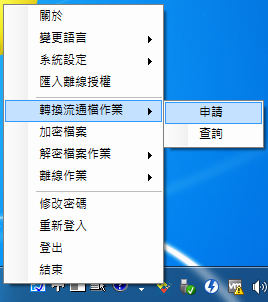 關於
變更語言
系統設定
匯入離線授權
轉換流通檔作業
申請
查詢
加密檔案
解密檔案作業
離線作業
修改密碼
重新登入
登出
結束